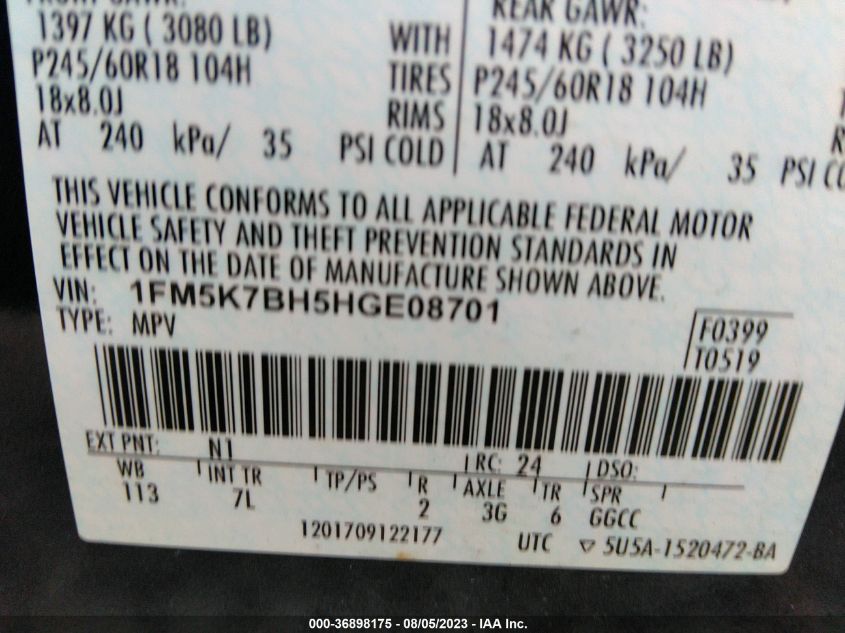 REAR GAWR:
1397 KG ( 3080 LB) WITH 1474 KG ( 3250 LB)
P245/60R18 104H TIRES P245/60R18 104H
18x8.0J RIMS 18x8.0J
AT 240 kPa/ 35 PSI COLD AT 240 kPa/ 35 PSI CO
THIS VEHICLE CONFORMS TO ALL APPLICABLE FEDERAL MOTOR
VEHICLE SAFETY AND THEFT PREVENTION STANDARDS IN
EFFECT ON THE DATE OF MANUFACTURE SHOWN ABOVE.
VIN: 1FM5K7BH5HGE08701
TYPE: MPV
F0399
T0519
EXT PNT: N1 RC: 24 DSO:
WB INT TR TP/PS R AXLE TR SPR
113 7L 2 3G 6 GGCC
1201709122177 UTC ▽ 5U5A-1520472-BA
000-36898175 - 08/05/2023 - IAA Inc.